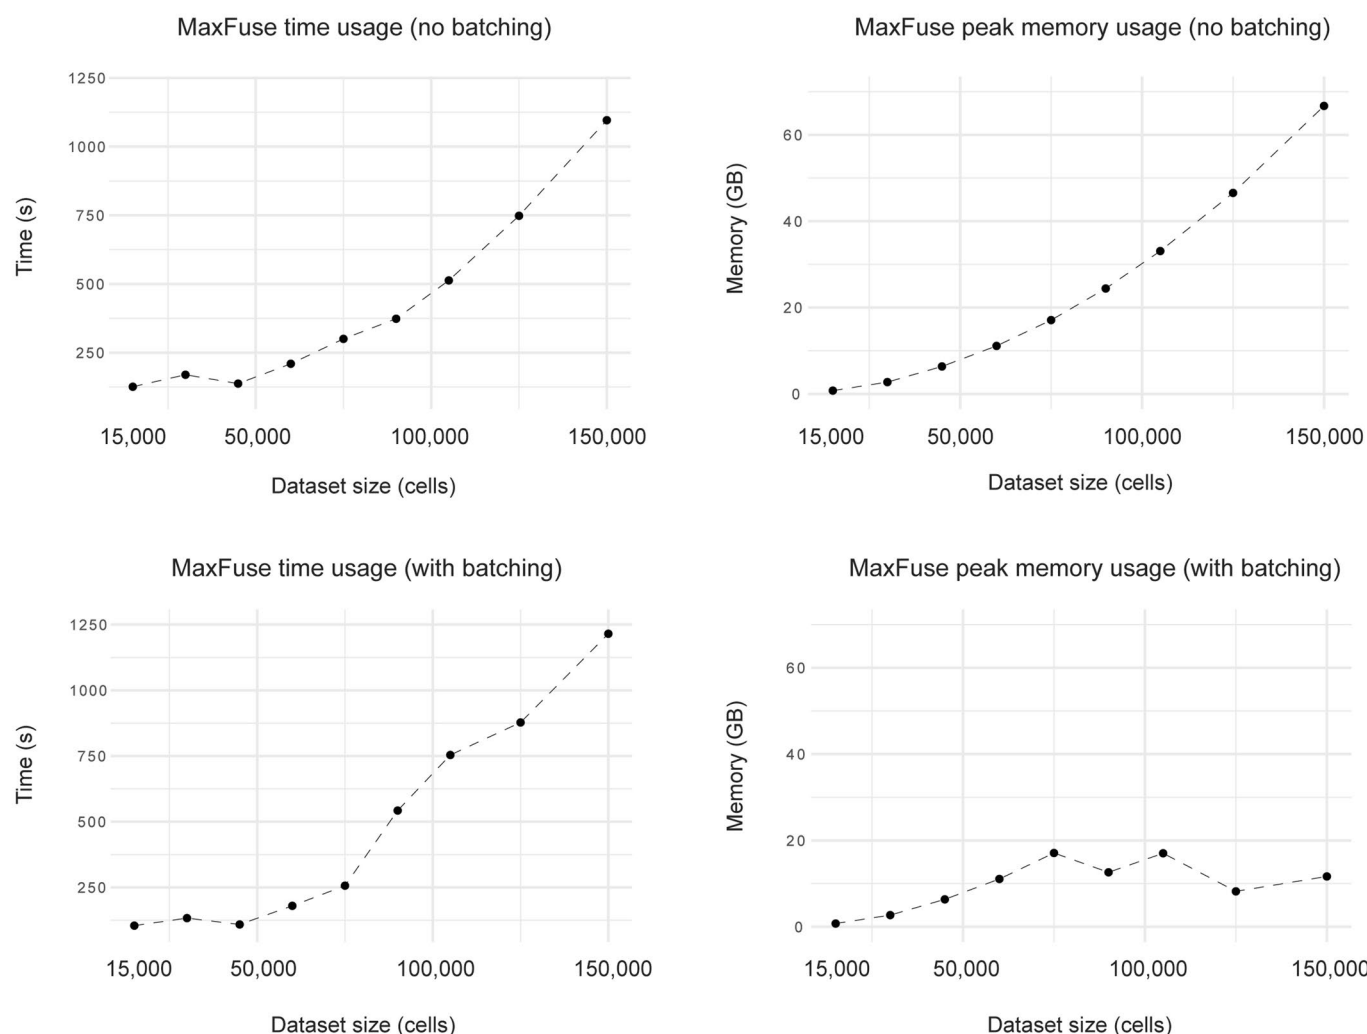 MaxFuse time usage (no batching)
1250
1000
750
500
250
Time (s)
15,000 50,000 100,000 150,000
Dataset size (cells)
MaxFuse peak memory usage (no batching)
60
40
20
0
Memory (GB)
15,000 50,000 100,000 150,000
Dataset size (cells)
MaxFuse time usage (with batching)
1250
1000
750
500
250
Time (s)
15,000 50,000 100,000 150,000
Dataset size (cells)
MaxFuse peak memory usage (with batching)
60
40
20
0
Memory (GB)
15,000 50,000 100,000 150,000
Dataset size (cells)